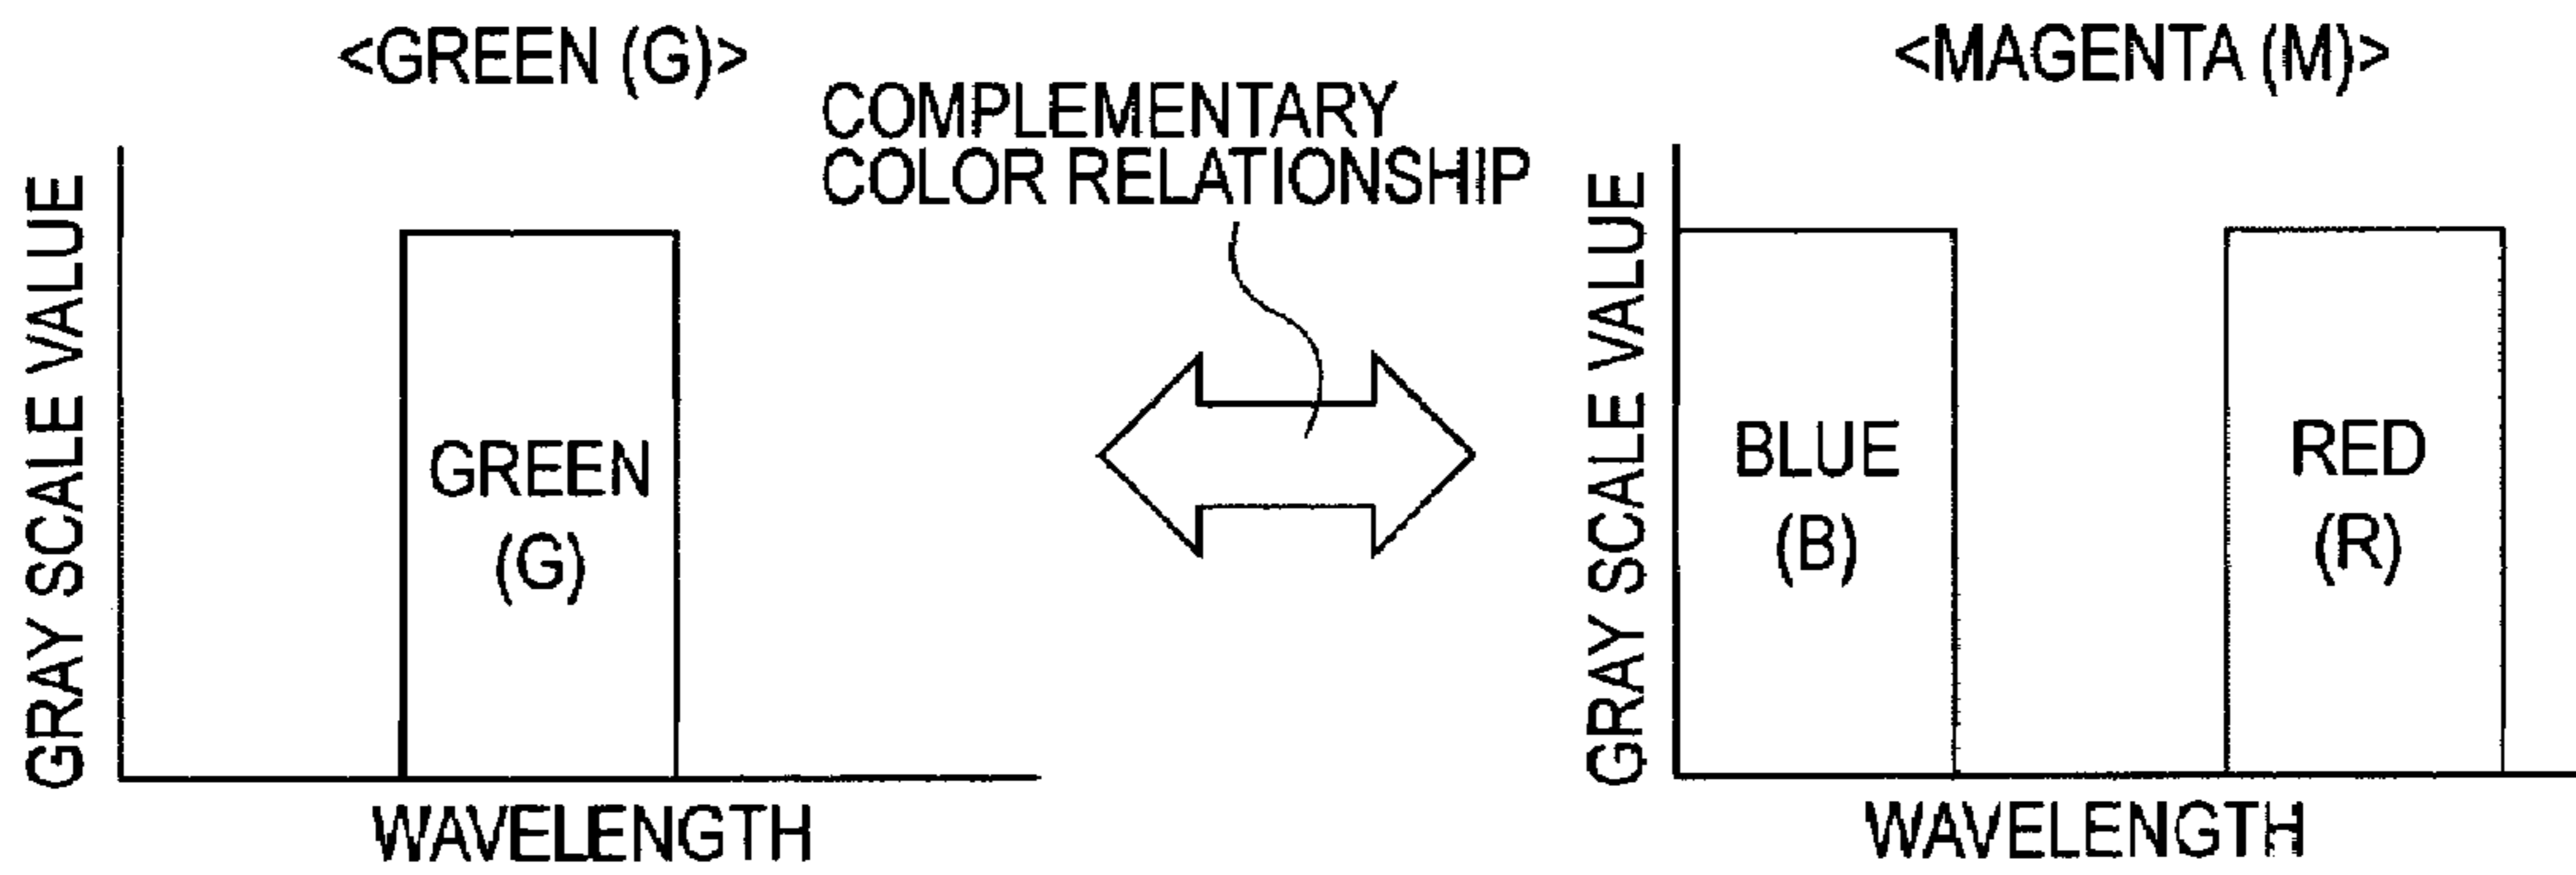 <GREEN (G)>
GRAY SCALE VALUE
GREEN
(G)
WAVELENGTH
COMPLEMENTARY
COLOR RELATIONSHIP
<MAGENTA (M)>
GRAY SCALE VALUE
BLUE
(B)
RED
(R)
WAVELENGTH